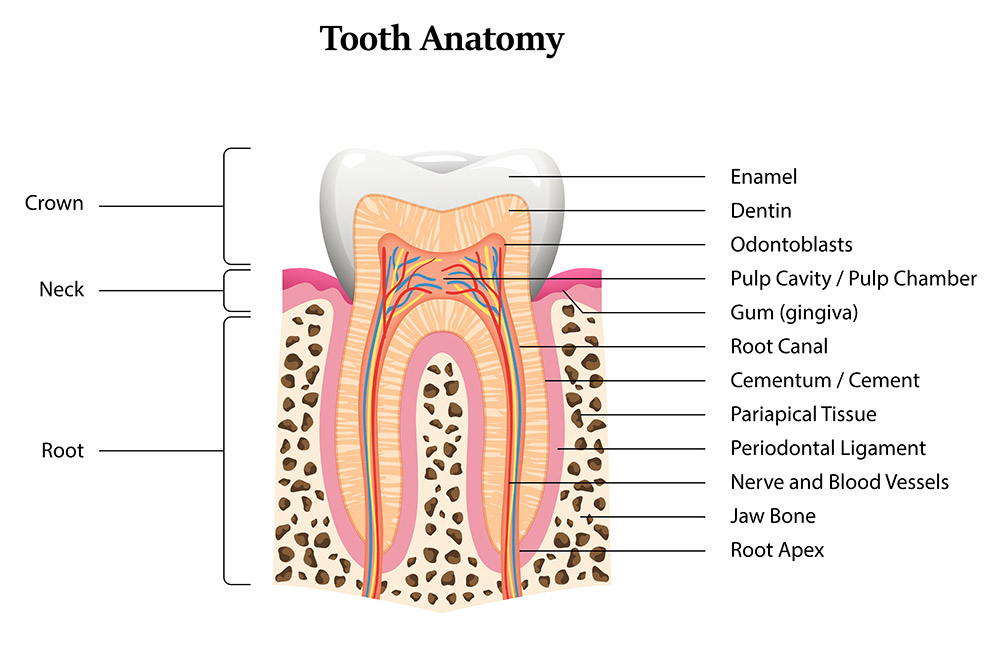 Tooth Anatomy
Crown
Neck
Root
Enamel
Dentin
Odontoblasts
Pulp Cavity / Pulp Chamber
Gum (gingiva)
Root Canal
Cementum / Cement
Pariapical Tissue
Periodontal Ligament
Nerve and Blood Vessels
Jaw Bone
Root Apex